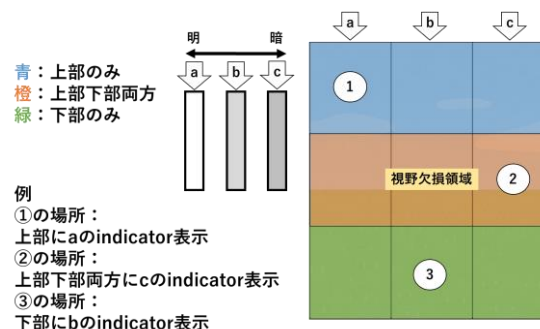 明 暗
a b c
青：上部のみ
橙：上部下部両方
緑：下部のみ
例
①の場所：
上部にaのindicator表示
②の場所：
上部下部両方にcのindicator表示
③の場所：
下部にbのindicator表示
a b c
1
視野欠損領域
2
3